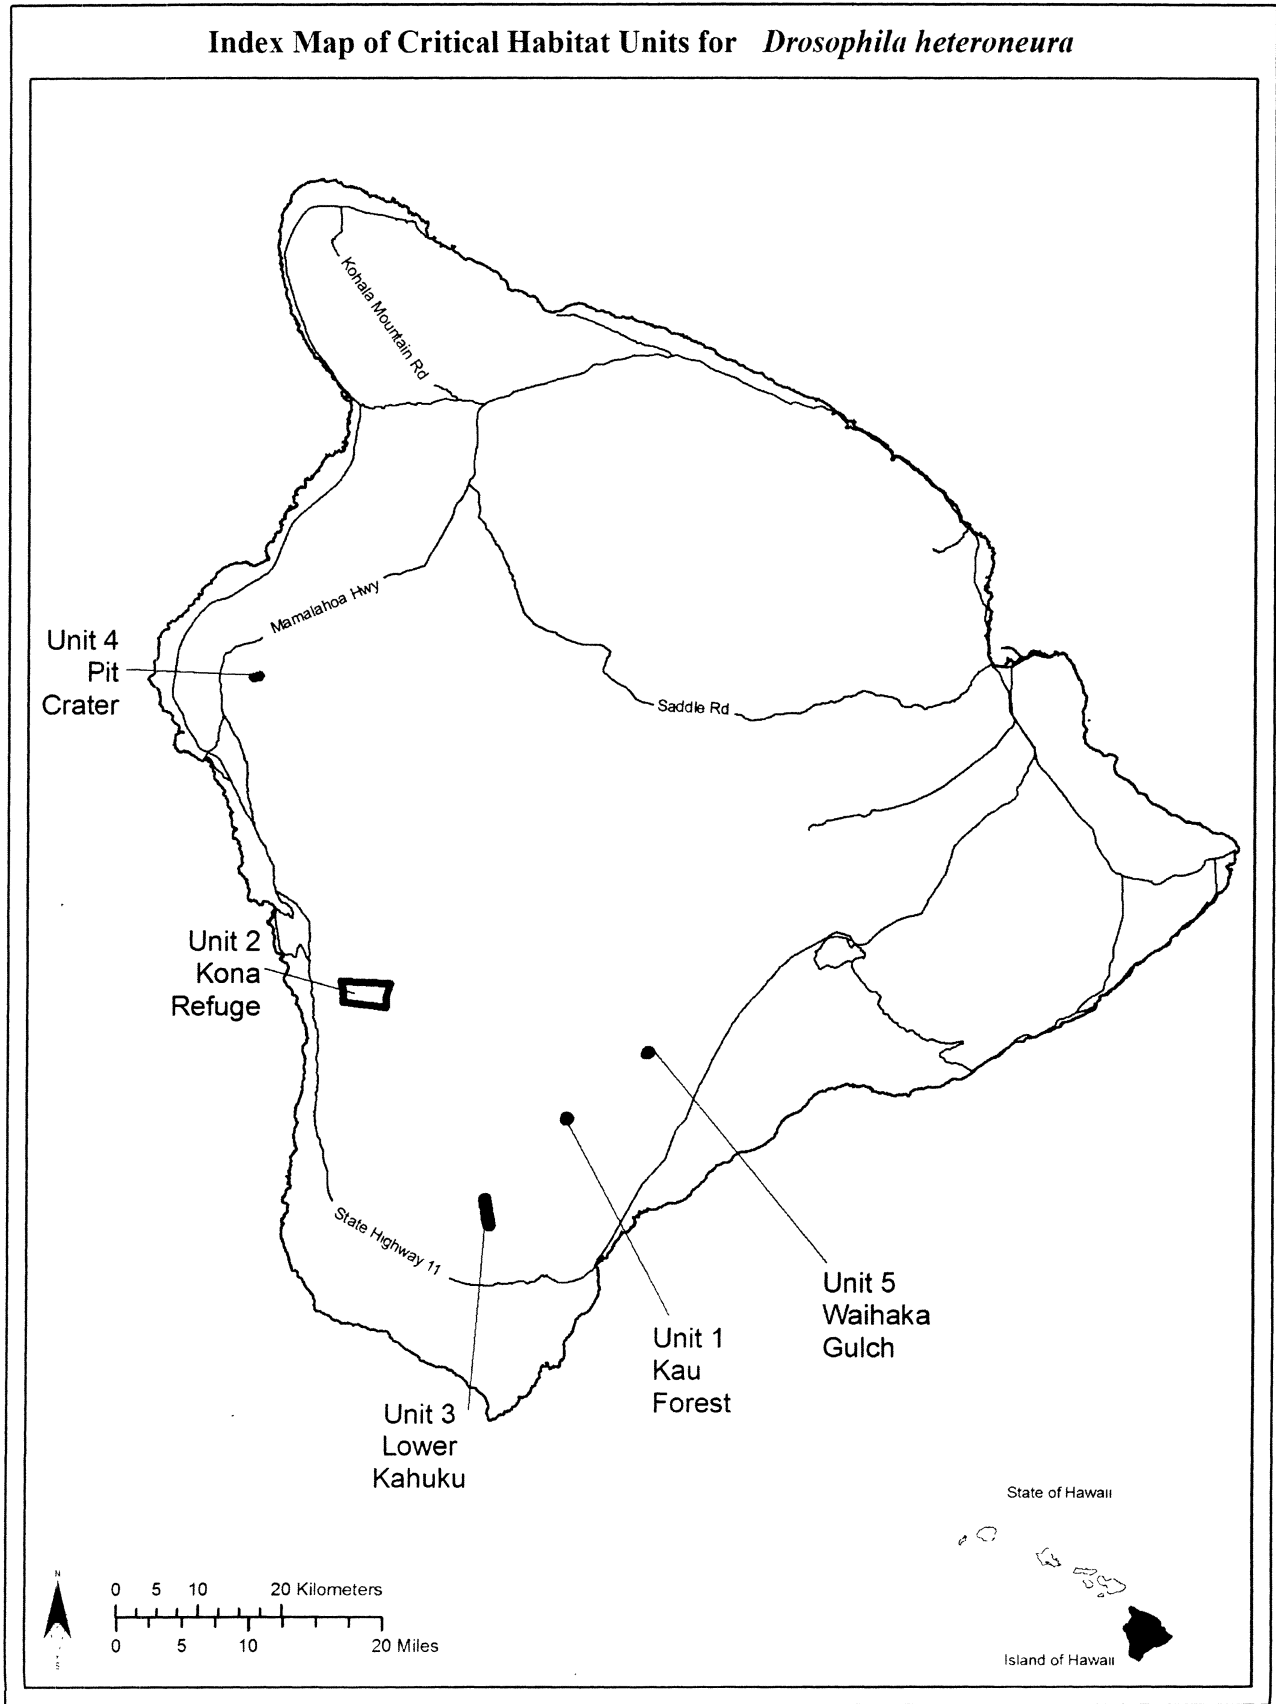 Index Map of Critical Habitat Units for Drosophila heteroneura
Kohala Mountain Rd
Mamalahoa Hwy
Unit 4
Pit
Crater
Saddle Rd
Unit 2
Kona
Refuge
State Highway 11
Unit 5
Waihaka
Gulch
Unit 1
Kau
Forest
Unit 3
Lower
Kahuku
State of Hawaii
N
S
0 5 10 20 Kilometers
0 5 10 20 Miles
Island of Hawaii